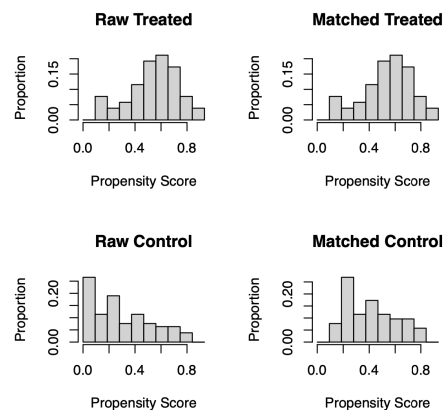 Raw Treated
Proportion
0.00 0.15
0.0 0.4 0.8
Propensity Score
Matched Treated
Proportion
0.00 0.15
0.0 0.4 0.8
Propensity Score
Raw Control
Proportion
0.00 0.20
0.0 0.4 0.8
Propensity Score
Matched Control
Proportion
0.00 0.20
0.0 0.4 0.8
Propensity Score